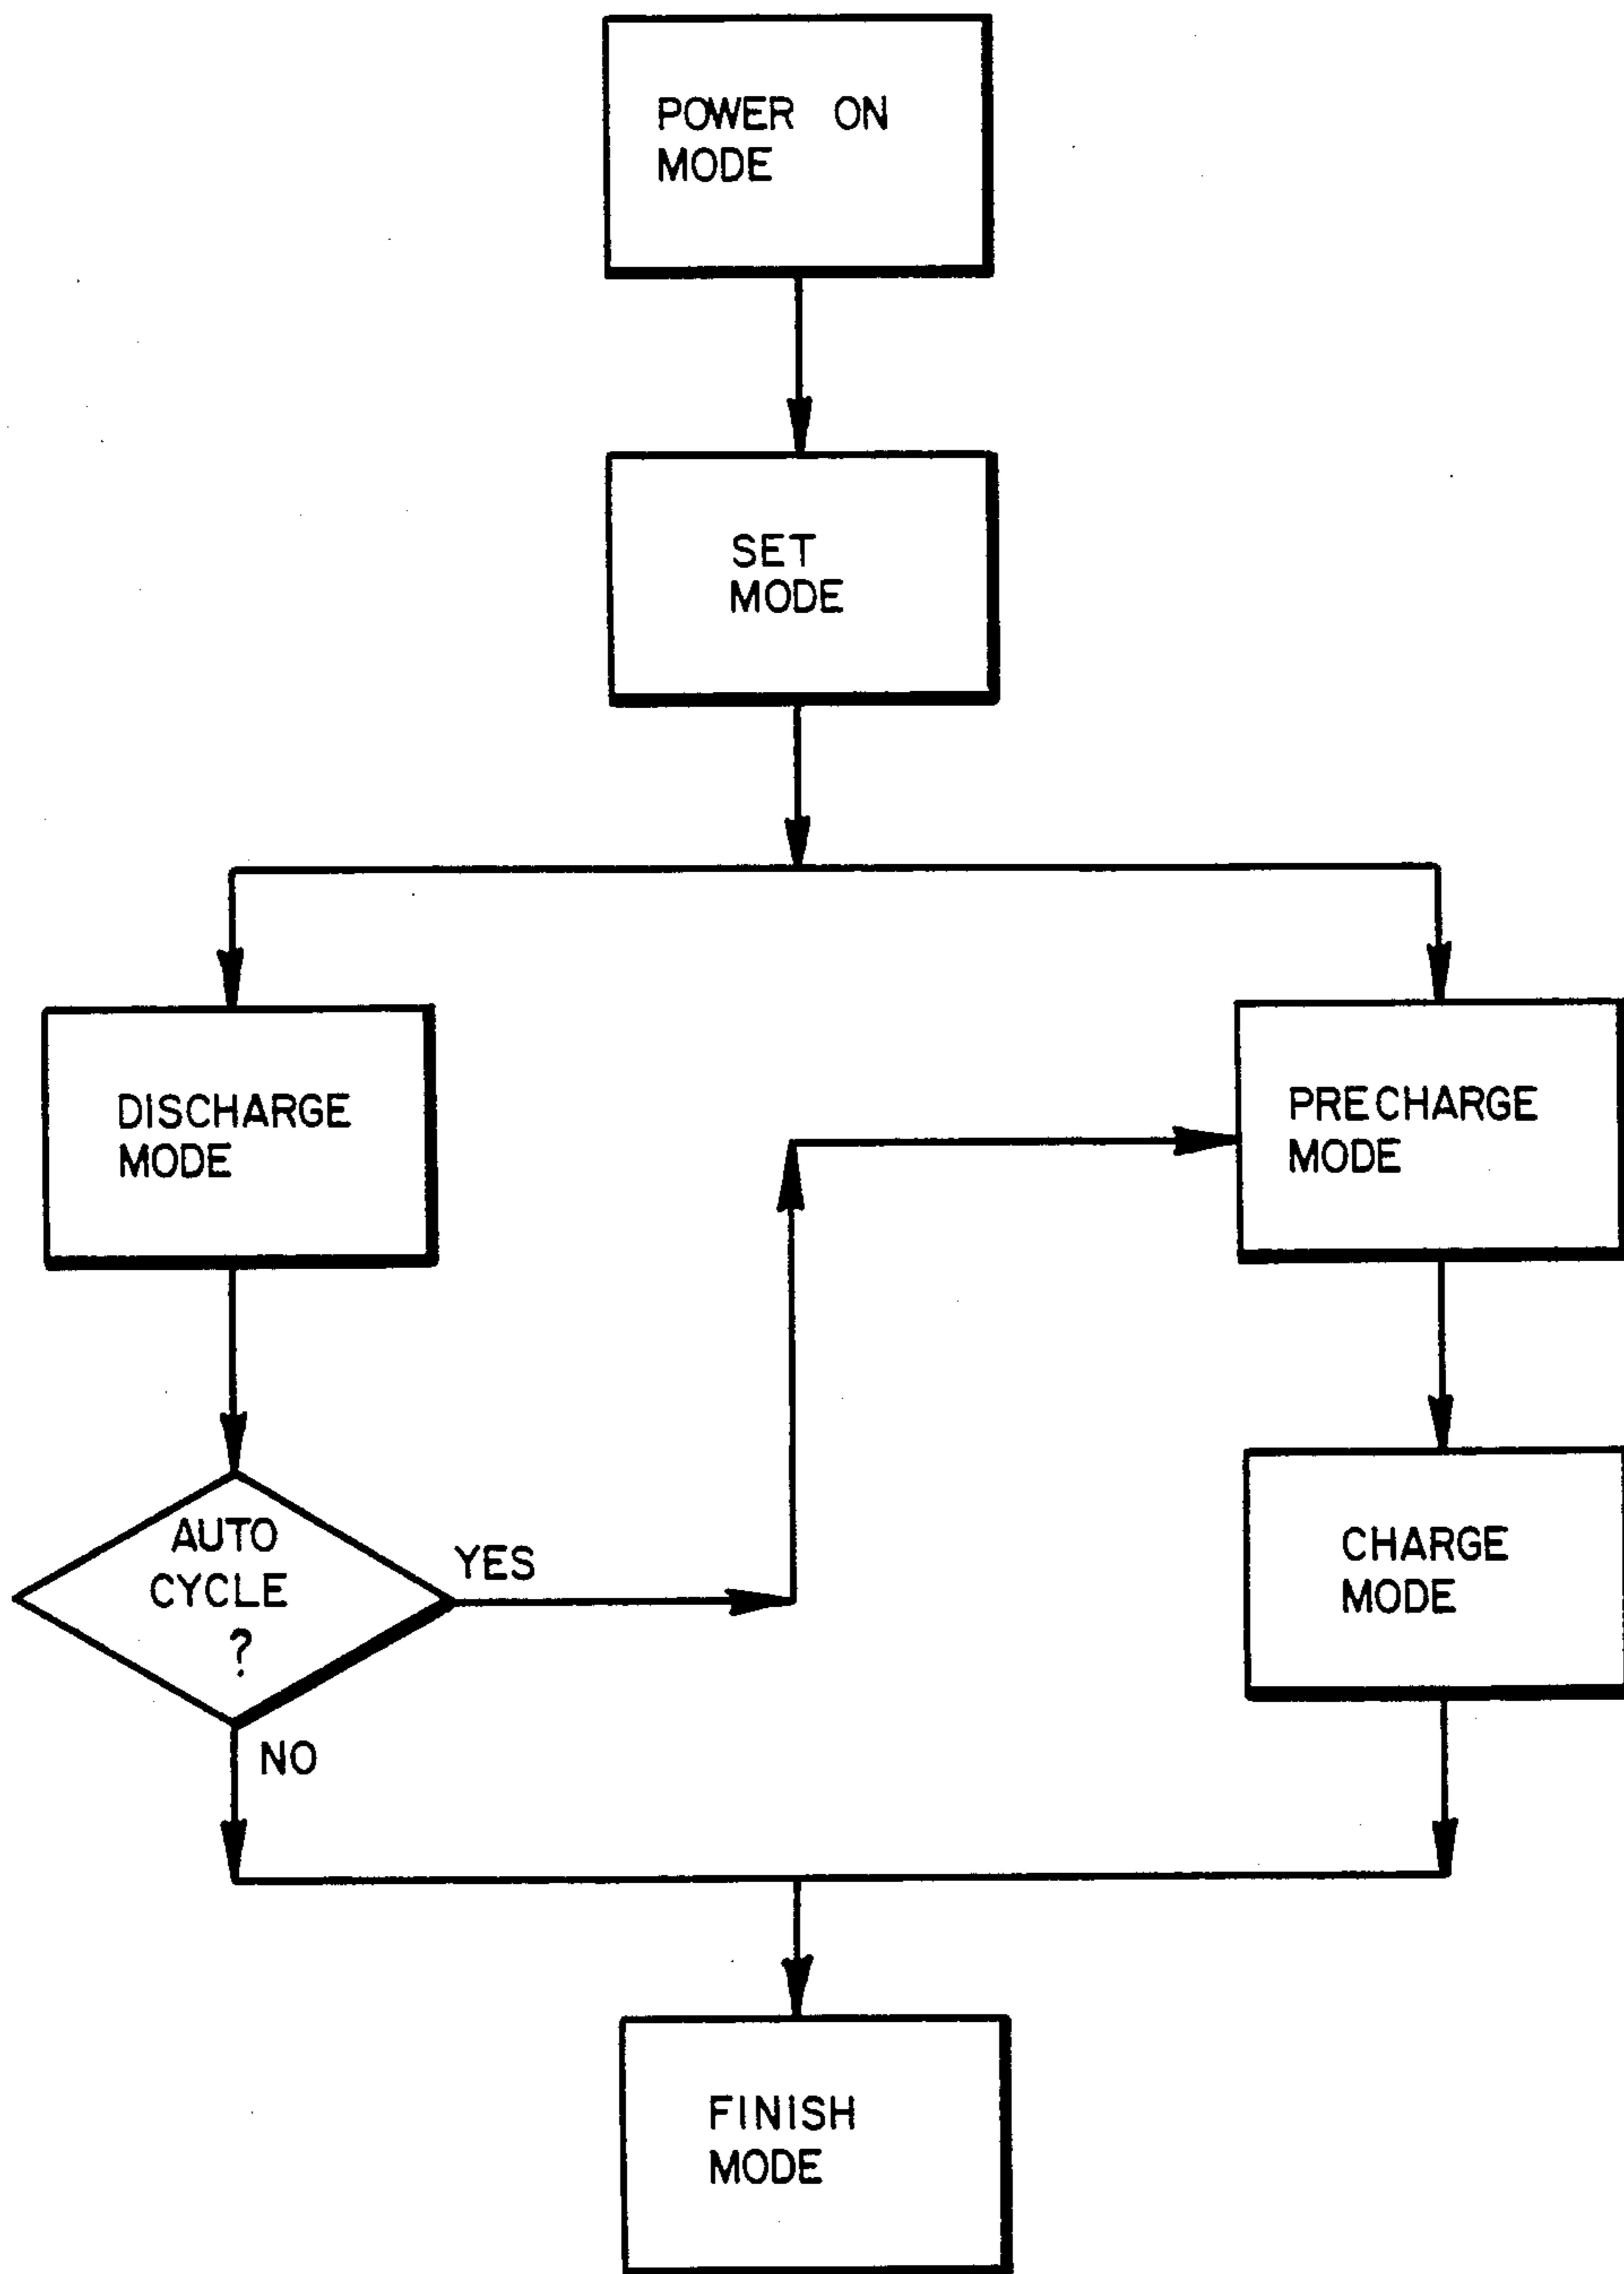 POWER ON
MODE
SET
MODE
DISCHARGE
MODE
PRECHARGE
MODE
AUTO
CYCLE
?
YES
CHARGE
MODE
NO
FINISH
MODE